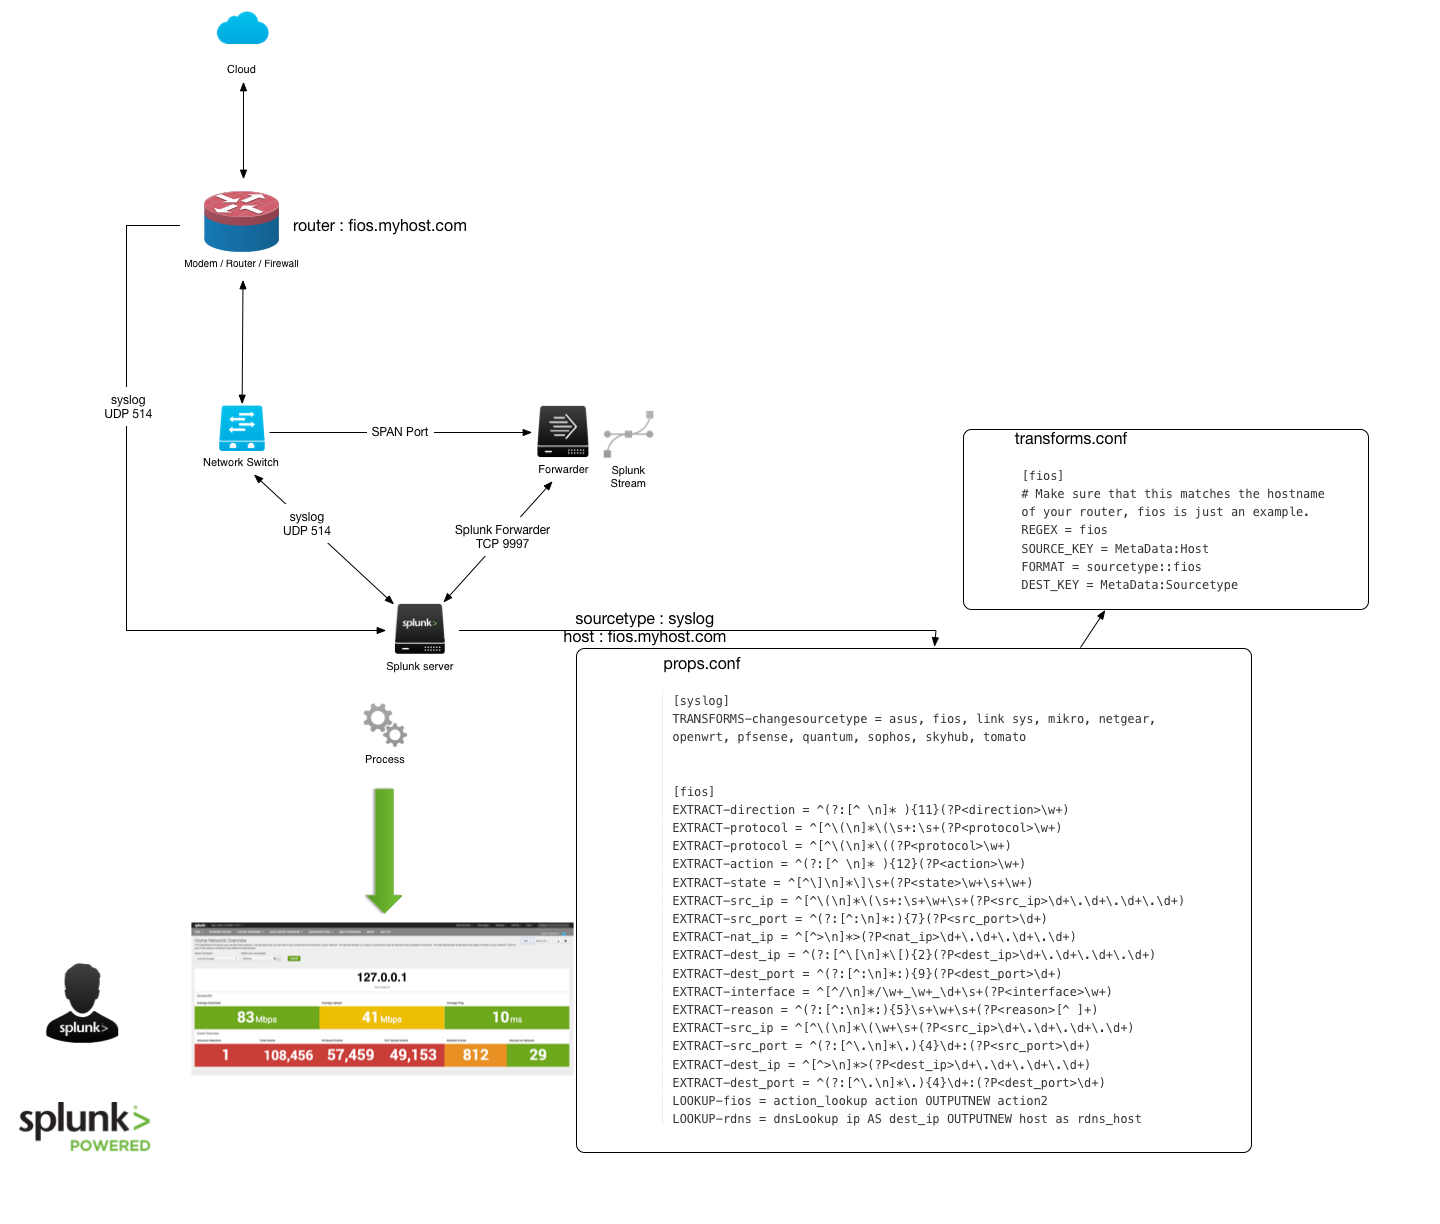 Cloud
router : fios.myhost.com
Modem / Router / Firewall
syslog
UDP 514
SPAN Port
Network Switch
Forwarder
Splunk
Stream
syslog
UDP 514
Splunk Forwarder
TCP 9997
transforms.conf
[fios]
# Make sure that this matches the hostname
of your router, fios is just an example.
REGEX = fios
SOURCE_KEY = MetaData:Host
FORMAT = sourcetype::fios
DEST_KEY = MetaData:Sourcetype
splunk>
Splunk server
sourcetype : syslog
host : fios.myhost.com
props.conf
[syslog]
TRANSFORMS-changesourcetype = asus, fios, link sys, mikro, netgear,
openwrt, pfsense, quantum, sophos, skyhub, tomato
[fios]
EXTRACT-direction = ^(?:[^ \n]* ){11}(?P<direction>\w+)
EXTRACT-protocol = ^[^\(\n]*\(\s+:\s+(?P<protocol>\w+)
EXTRACT-protocol = ^[^\(\n]*\((?P<protocol>\w+)
EXTRACT-action = ^(?:[^ \n]* ){12}(?P<action>\w+)
EXTRACT-state = ^[^\]\n]*\]\s+(?P<state>\w+\s+\w+)
EXTRACT-src_ip = ^[^\(\n]*\(\s+:\s+\w+\s+(?P<src_ip>\d+\.\d+\.\d+\.\d+)
EXTRACT-src_port = ^(?:[^:\n]*:){7}(?P<src_port>\d+)
EXTRACT-nat_ip = ^[^>\n]*>(?P<nat_ip>\d+\.\d+\.\d+\.\d+)
EXTRACT-dest_ip = ^(?:[^\[\n]*\[){2}(?P<dest_ip>\d+\.\d+\.\d+\.\d+)
EXTRACT-dest_port = ^(?:[^:\n]*:){9}(?P<dest_port>\d+)
EXTRACT-interface = ^[^/\n]*/\w+_\w+_\d+\s+(?P<interface>\w+)
EXTRACT-reason = ^(?:[^:\n]*:){5}\s+\w+\s+(?P<reason>[^ ]+)
EXTRACT-src_ip = ^[^\(\n]*\(\w+\s+(?P<src_ip>\d+\.\d+\.\d+\.\d+)
EXTRACT-src_port = ^(?:[^\.\n]*\.){4}\d+:(?P<src_port>\d+)
EXTRACT-dest_ip = ^[^>\n]*>(?P<dest_ip>\d+\.\d+\.\d+\.\d+)
EXTRACT-dest_port = ^(?:[^\.\n]*\.){4}\d+:(?P<dest_port>\d+)
LOOKUP-fios = action_lookup action OUTPUTNEW action2
LOOKUP-rdns = dnsLookup ip AS dest_ip OUTPUTNEW host as rdns_host
Process
splunk>
Home Network Overview
127.0.0.1
83 Mbps
41 Mbps
10 ms
1 108,456 57,459 49,153 812 29
splunk>
splunk>
POWERED